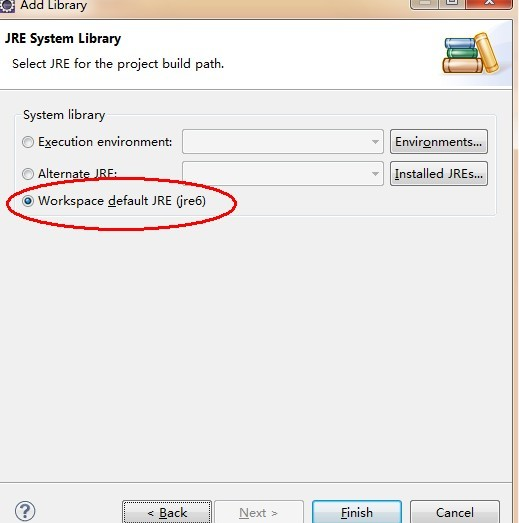 Add Library
JRE System Library
Select JRE for the project build path.
System library
Execution environment:
Environments...
Alternate JRE:
Installed JREs...
Workspace default JRE (jre6)
?
< Back
Next >
Finish
Cancel